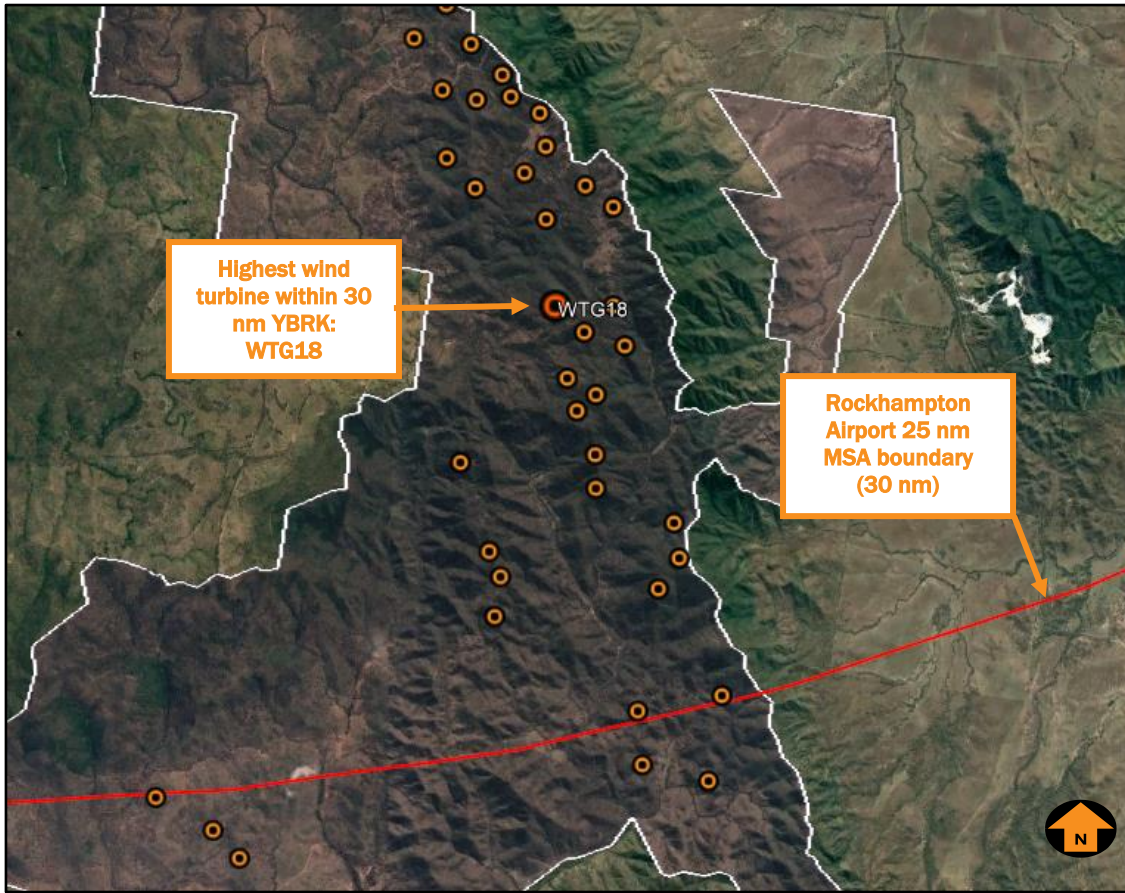 Highest wind
turbine within 30
nm YBRK:
WTG18
WTG18
Rockhampton
Airport 25 nm
MSA boundary
(30 nm)
N